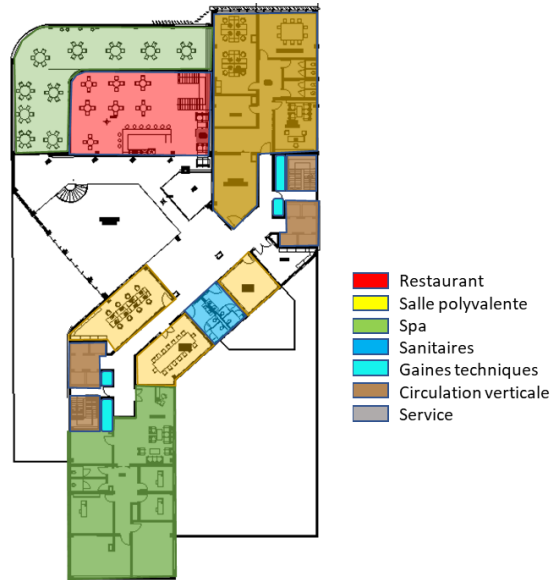 Restaurant
Salle polyvalente
Spa
Sanitaires
Gaines techniques
Circulation verticale
Service